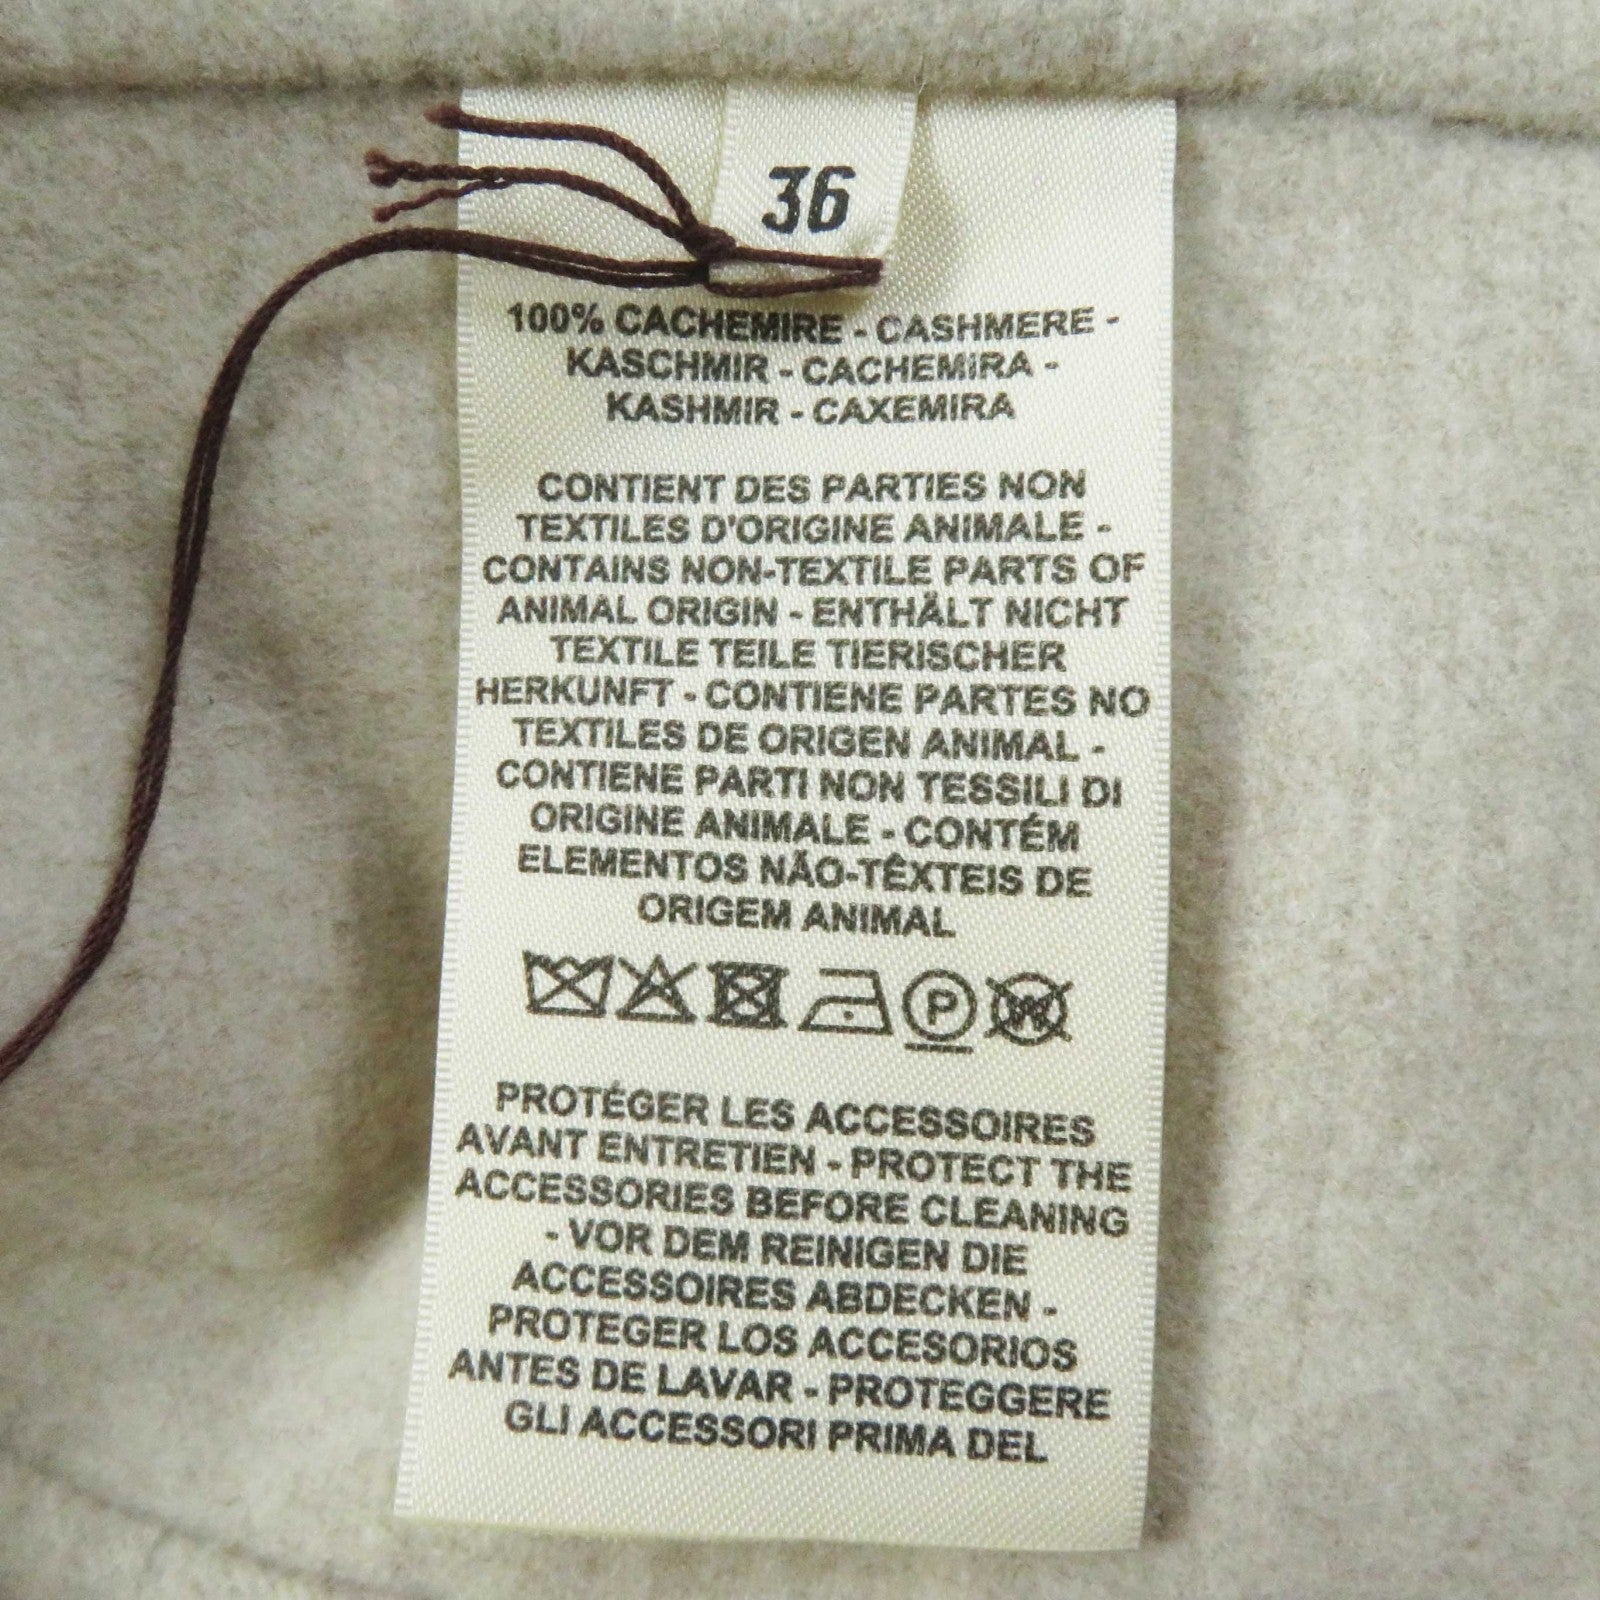 36
100% CACHEMIRE - CASHMERE -
KASCHMIR - CACHEMIRA -
KASHMIR - CAXEMIRA
CONTIENT DES PARTIES NON
TEXTILES D'ORIGINE ANIMALE -
CONTAINS NON-TEXTILE PARTS OF
ANIMAL ORIGIN - ENTHÄLT NICHT
TEXTILE TEILE TIERISCHER
HERKUNFT - CONTIENE PARTES NO
TEXTILES DE ORIGEN ANIMAL -
CONTIENE PARTI NON TESSILI DI
ORIGINE ANIMALE - CONTÉM
ELEMENTOS NÃO-TÊXTEIS DE
ORIGEM ANIMAL
P W
PROTÉGER LES ACCESSOIRES
AVANT ENTRETIEN - PROTECT THE
ACCESSORIES BEFORE CLEANING
- VOR DEM REINIGEN DIE
ACCESSOIRES ABDECKEN -
PROTEGER LOS ACCESORIOS
ANTES DE LAVAR - PROTEGGERE
GLI ACCESSORI PRIMA DEL